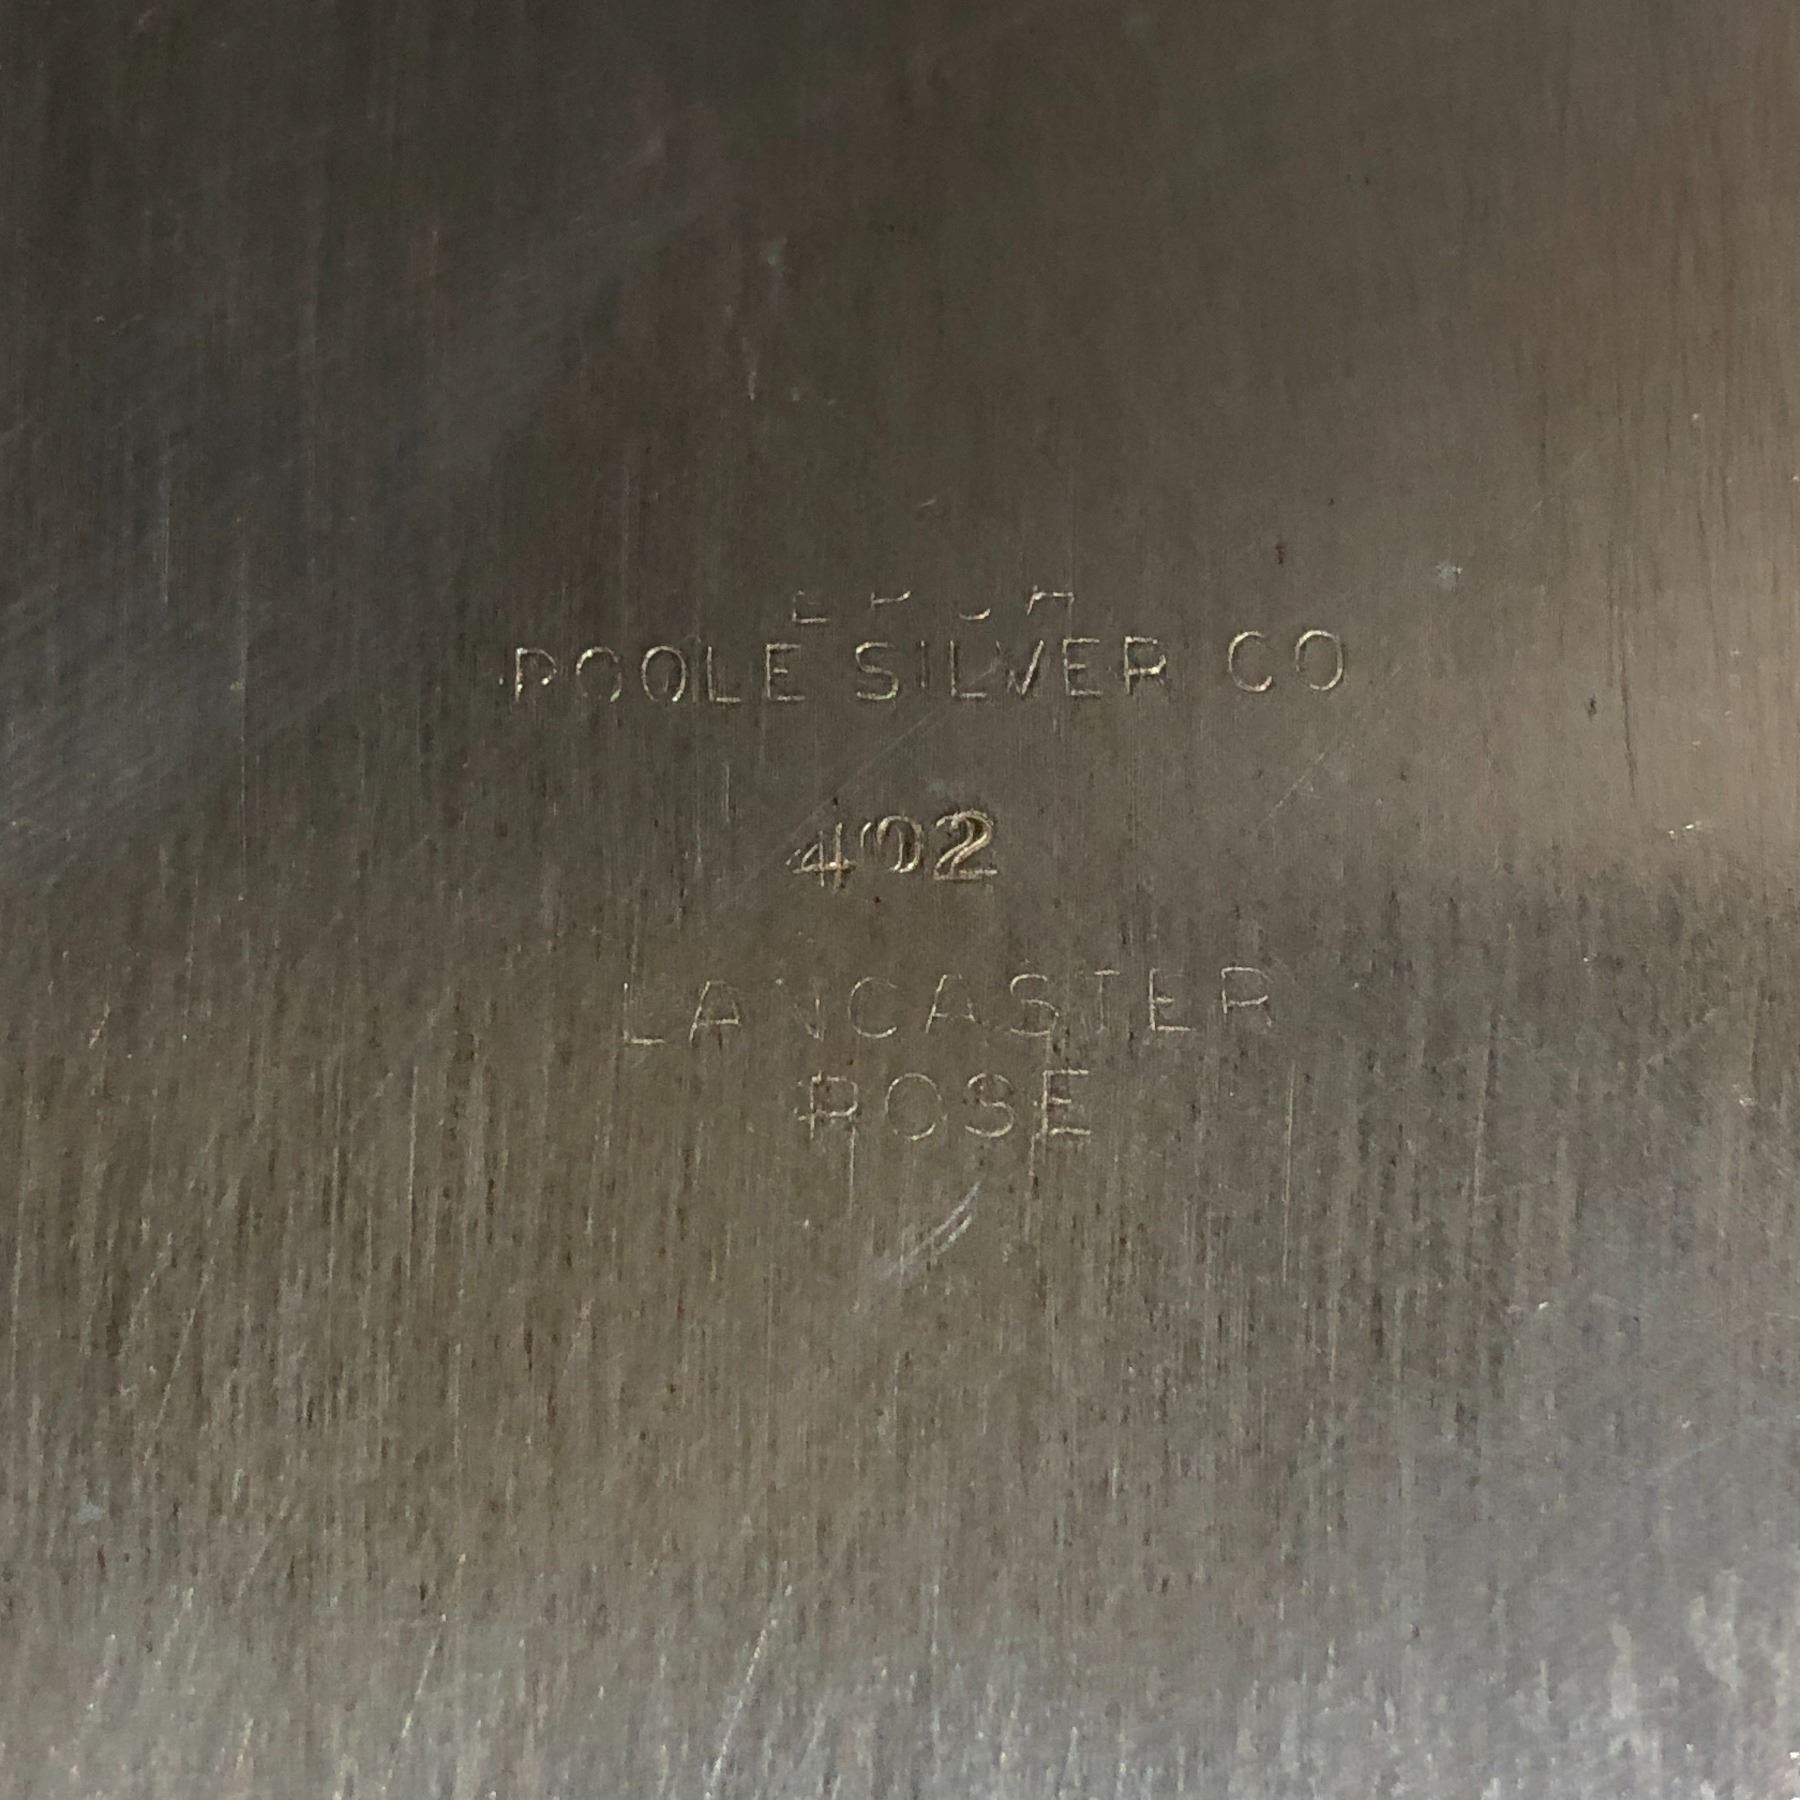 POOLE SILVER CO
402
LANCASTER
ROSE